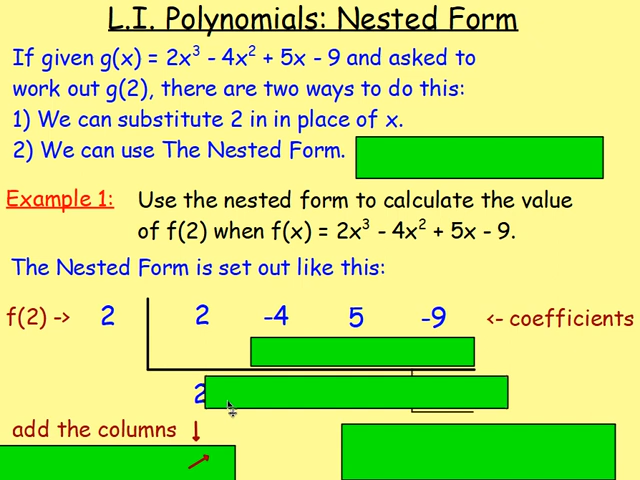 L.I. Polynomials: Nested Form
If given g(x) = 2x³ - 4x² + 5x - 9 and asked to
work out g(2), there are two ways to do this:
1) We can substitute 2 in in place of x.
2) We can use The Nested Form.
Example 1: Use the nested form to calculate the value
of f(2) when f(x) = 2x³ - 4x² + 5x - 9.
The Nested Form is set out like this:
f(2) -> 2 2 -4 5 -9 <- coefficients
2
add the columns ↓